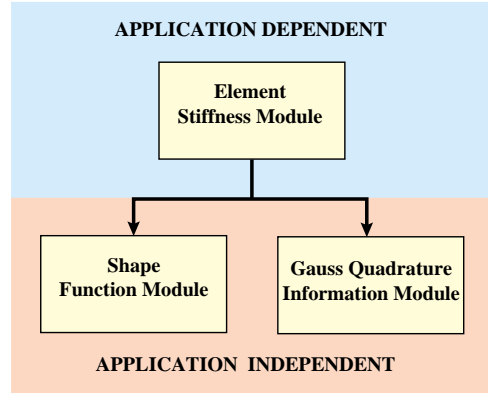 APPLICATION DEPENDENT
Element
Stiffness Module
Shape
Function Module
Gauss Quadrature
Information Module
APPLICATION INDEPENDENT